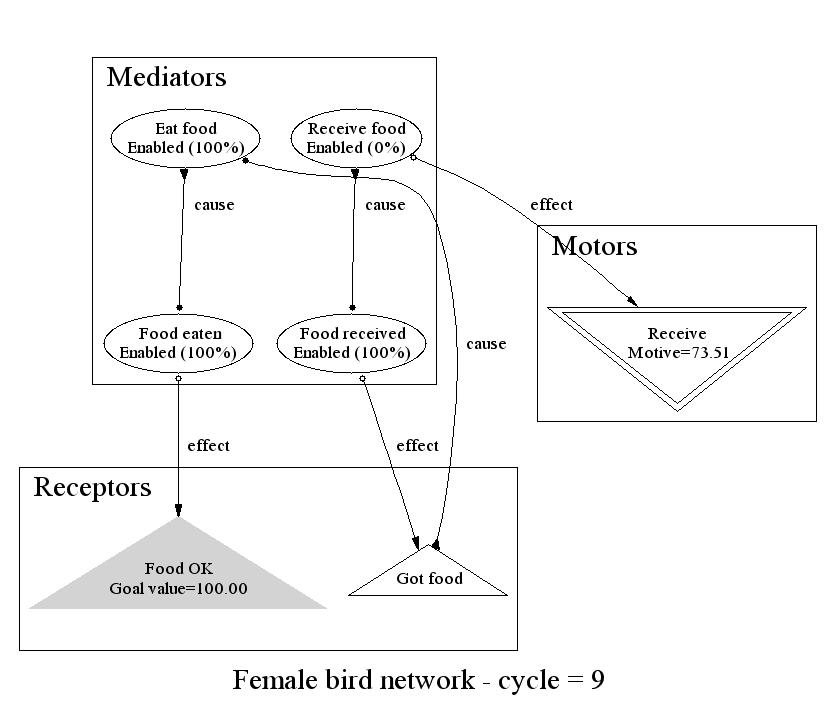 Mediators
Eat food
Enabled (100%)
Receive food
Enabled (0%)
cause
cause
effect
Motors
Receive
Motive=73.51
Food eaten
Enabled (100%)
Food received
Enabled (100%)
cause
effect
effect
Receptors
Food OK
Goal value=100.00
Got food
Female bird network - cycle = 9